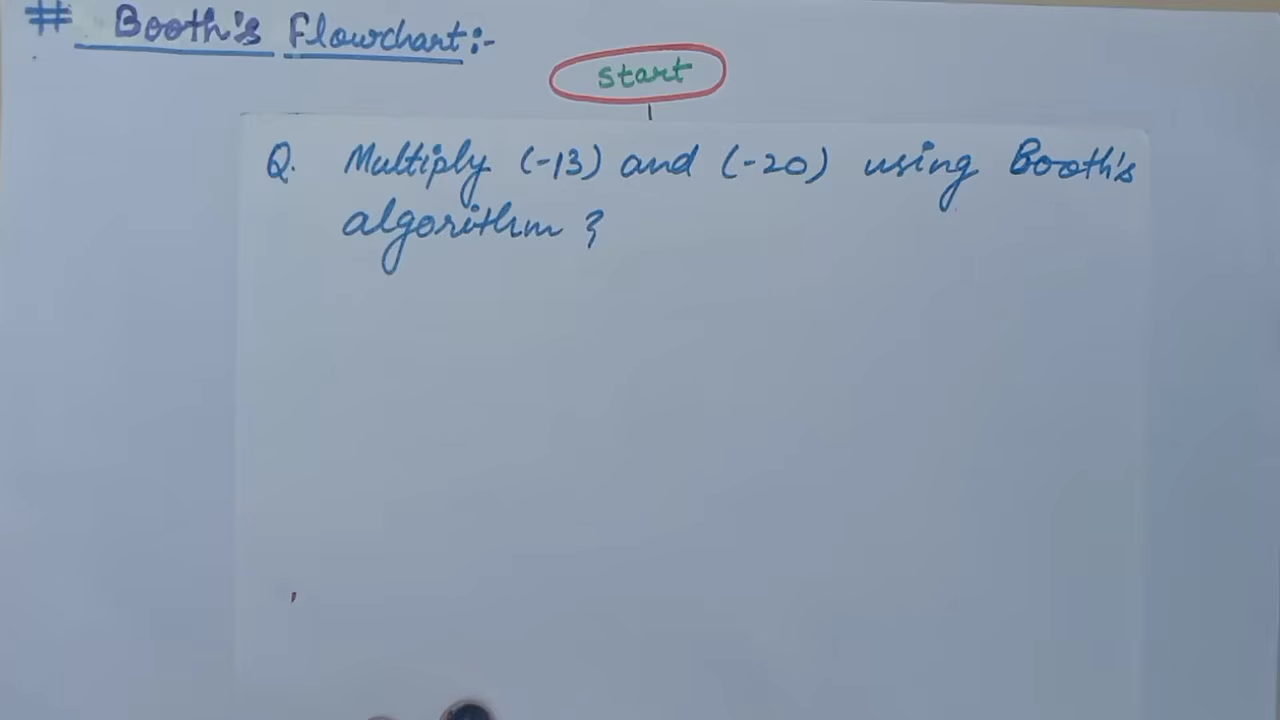 # Booth's Flowchart:-
start
Q. Multiply (-13) and (-20) using Booth's
algorithm ?